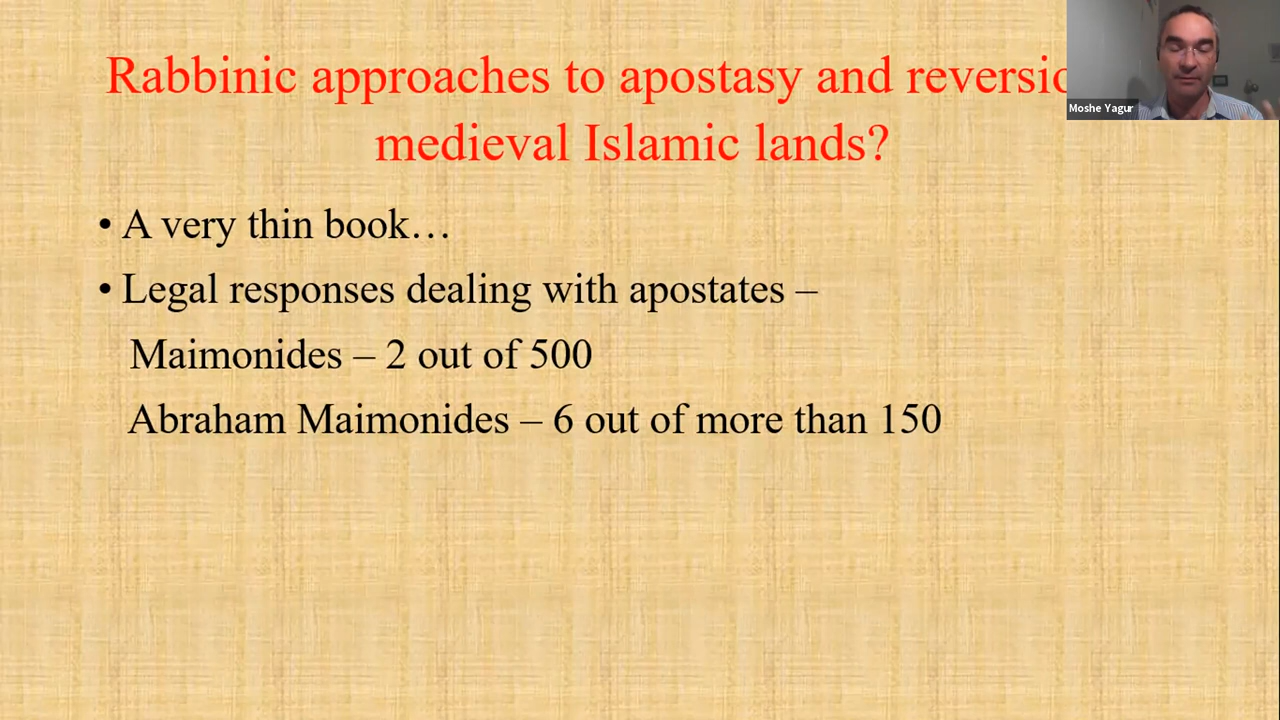 Rabbinic approaches to apostasy and reversio
medieval Islamic lands?
Moshe Yagur
• A very thin book…
• Legal responses dealing with apostates –
Maimonides – 2 out of 500
Abraham Maimonides – 6 out of more than 150